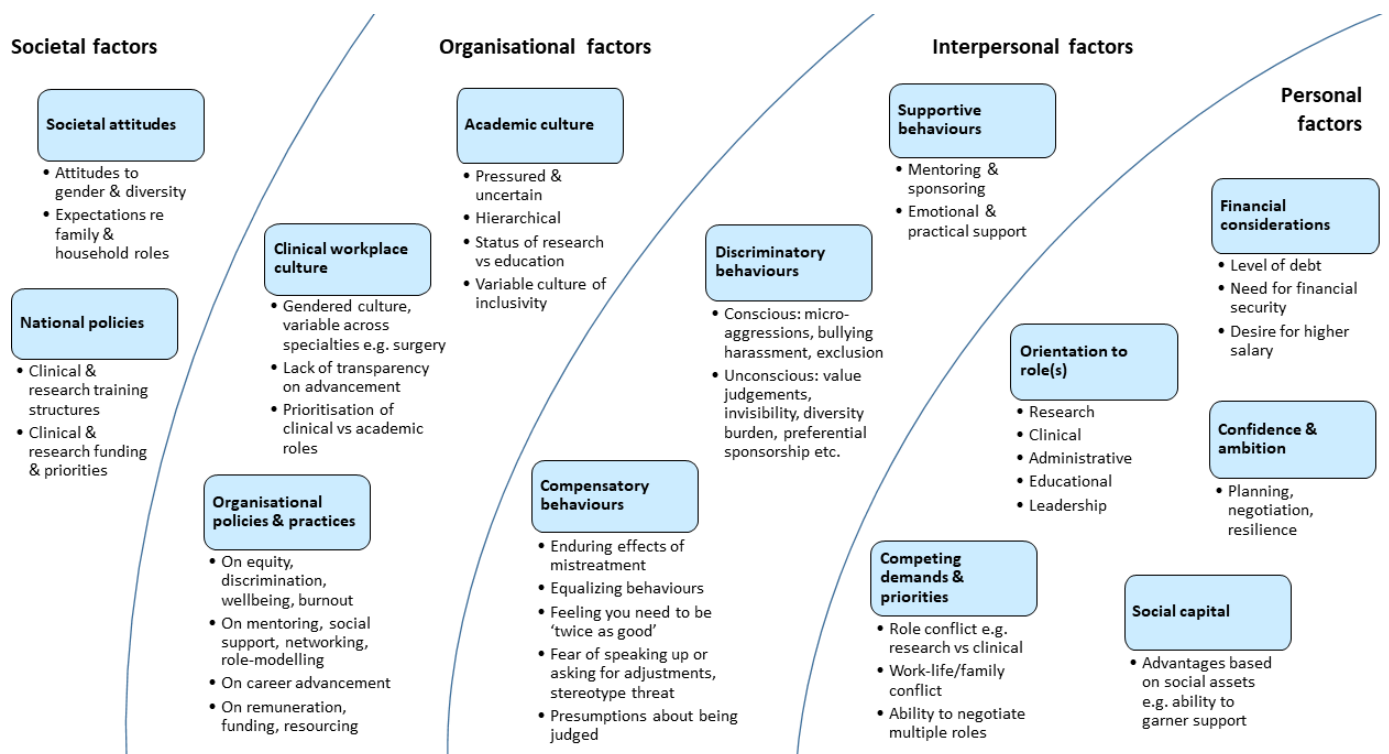 Societal factors
Societal attitudes
• Attitudes to
gender & diversity
• Expectations re
family &
household roles
National policies
• Clinical &
research training
structures
• Clinical &
research funding
& priorities
Organisational factors
Academic culture
• Pressured &
uncertain
• Hierarchical
• Status of research
vs education
• Variable culture of
inclusivity
Clinical workplace
culture
• Gendered culture,
variable across
specialties e.g. surgery
• Lack of transparency
on advancement
• Prioritisation of
clinical vs academic
roles
Organisational
policies & practices
• On equity,
discrimination,
wellbeing, burnout
• On mentoring, social
support, networking,
role-modelling
• On career advancement
• On remuneration,
funding, resourcing
Interpersonal factors
Supportive
behaviours
• Mentoring &
sponsoring
• Emotional &
practical support
Discriminatory
behaviours
• Conscious: micro-
aggressions, bullying
harassment, exclusion
• Unconscious: value
judgements,
invisibility, diversity
burden, preferential
sponsorship etc.
Compensatory
behaviours
• Enduring effects of
mistreatment
• Equalizing behaviours
• Feeling you need to be
‘twice as good’
• Fear of speaking up or
asking for adjustments,
stereotype threat
• Presumptions about being
judged
Personal
factors
Financial
considerations
• Level of debt
• Need for financial
security
• Desire for higher
salary
Orientation to
role(s)
• Research
• Clinical
• Administrative
• Educational
• Leadership
Confidence &
ambition
• Planning,
negotiation,
resilience
Competing
demands &
priorities
• Role conflict e.g.
research vs clinical
• Work-life/family
conflict
• Ability to negotiate
multiple roles
Social capital
• Advantages based
on social assets
e.g. ability to
garner support